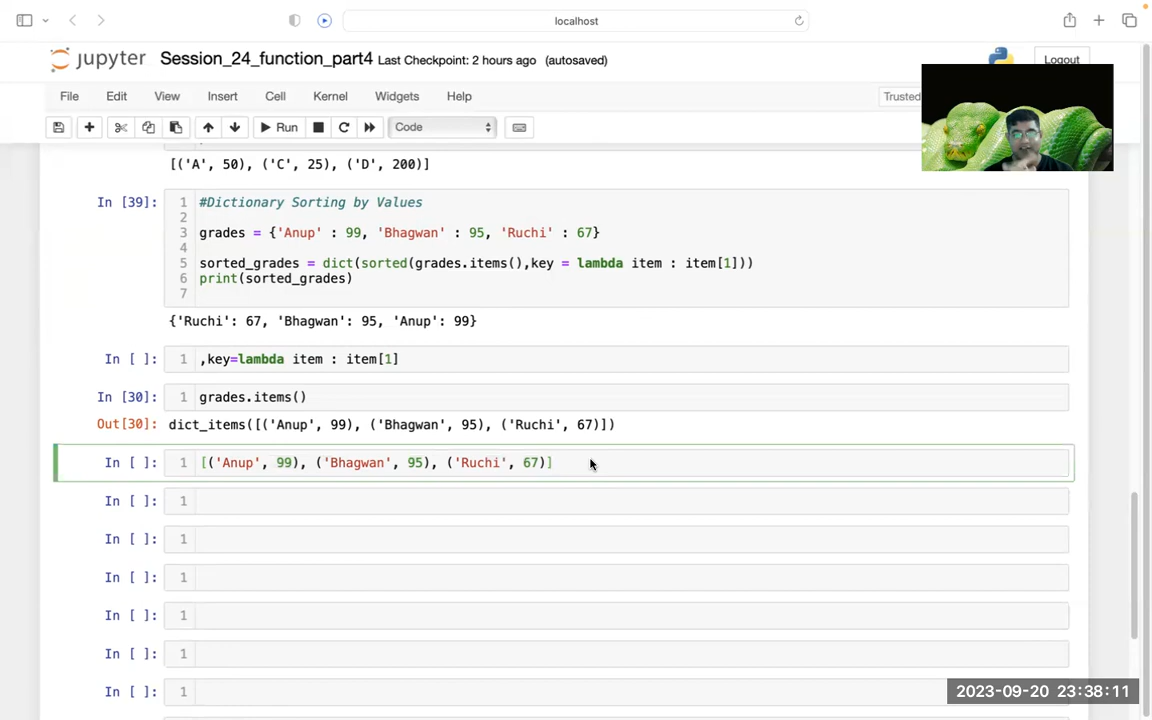 localhost
jupyter Session_24_function_part4 Last Checkpoint: 2 hours ago (autosaved)
Logout
File Edit View Insert Cell Kernel Widgets Help
Trusted
Run
Code
[('A', 50), ('C', 25), ('D', 200)]
In [39]:
1 #Dictionary Sorting by Values
2
3 grades = {'Anup' : 99, 'Bhagwan' : 95, 'Ruchi' : 67}
4
5 sorted_grades = dict(sorted(grades.items(),key = lambda item : item[1]))
6 print(sorted_grades)
7
{'Ruchi': 67, 'Bhagwan': 95, 'Anup': 99}
In [ ]: 1 ,key=lambda item : item[1]
In [30]: 1 grades.items()
Out[30]: dict_items([('Anup', 99), ('Bhagwan', 95), ('Ruchi', 67)])
In [ ]: 1 [('Anup', 99), ('Bhagwan', 95), ('Ruchi', 67)]
In [ ]: 1
In [ ]: 1
In [ ]: 1
In [ ]: 1
In [ ]: 1
In [ ]: 1
2023-09-20 23:38:11